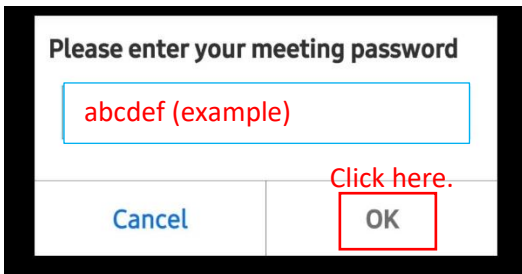 Please enter your meeting password
abcdef (example)
Click here.
Cancel
OK